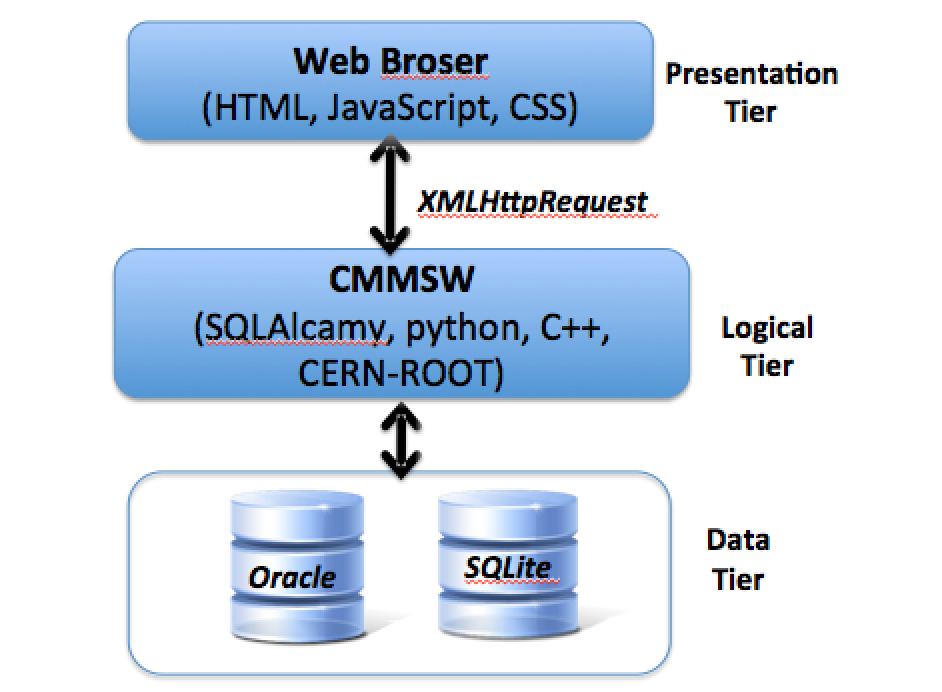 Web Broser
(HTML, JavaScript, CSS)
Presentation
Tier
XMLHttpRequest
CMMSW
(SQLAlcamy, python, C++,
CERN-ROOT)
Logical
Tier
Oracle
SQLite
Data
Tier